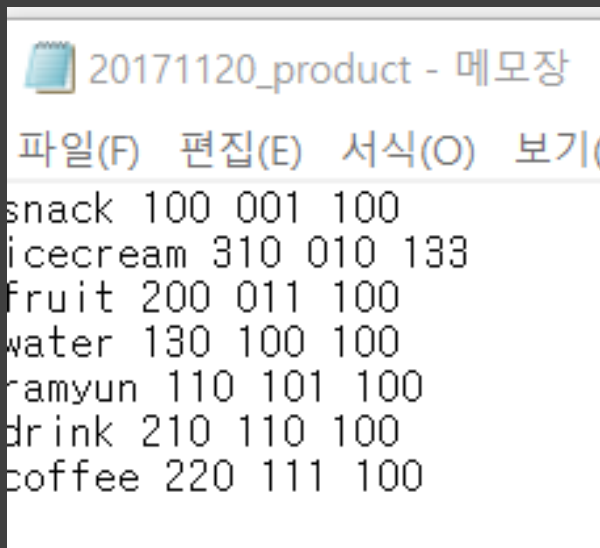 20171120_product - 메모장
파일(F) 편집(E) 서식(O) 보기(
snack 100 001 100
icecream 310 010 133
fruit 200 011 100
water 130 100 100
ramyun 110 101 100
drink 210 110 100
coffee 220 111 100